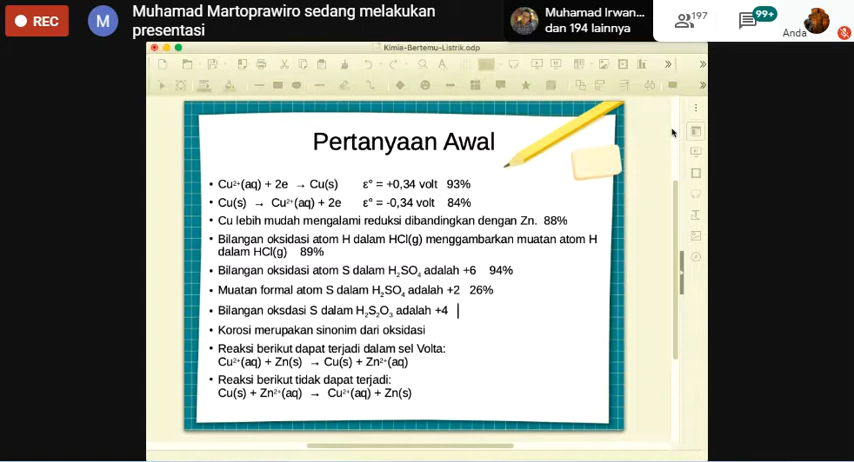 REC
M
Muhamad Martoprawiro sedang melakukan
presentasi
Muhamad Irwan...
dan 194 lainnya
197
99+
Anda
Kimia-Bertemu-Listrik.odp
Pertanyaan Awal
• Cu²⁺(aq) + 2e → Cu(s) ε° = +0,34 volt 93%
• Cu(s) → Cu²⁺(aq) + 2e ε° = -0,34 volt 84%
• Cu lebih mudah mengalami reduksi dibandingkan dengan Zn. 88%
• Bilangan oksidasi atom H dalam HCl(g) menggambarkan muatan atom H
dalam HCl(g) 89%
• Bilangan oksidasi atom S dalam H₂SO₄ adalah +6 94%
• Muatan formal atom S dalam H₂SO₄ adalah +2 26%
• Bilangan oksdasi S dalam H₂S₂O₃ adalah +4
• Korosi merupakan sinonim dari oksidasi
• Reaksi berikut dapat terjadi dalam sel Volta:
Cu²⁺(aq) + Zn(s) → Cu(s) + Zn²⁺(aq)
• Reaksi berikut tidak dapat terjadi:
Cu(s) + Zn²⁺(aq) → Cu²⁺(aq) + Zn(s)